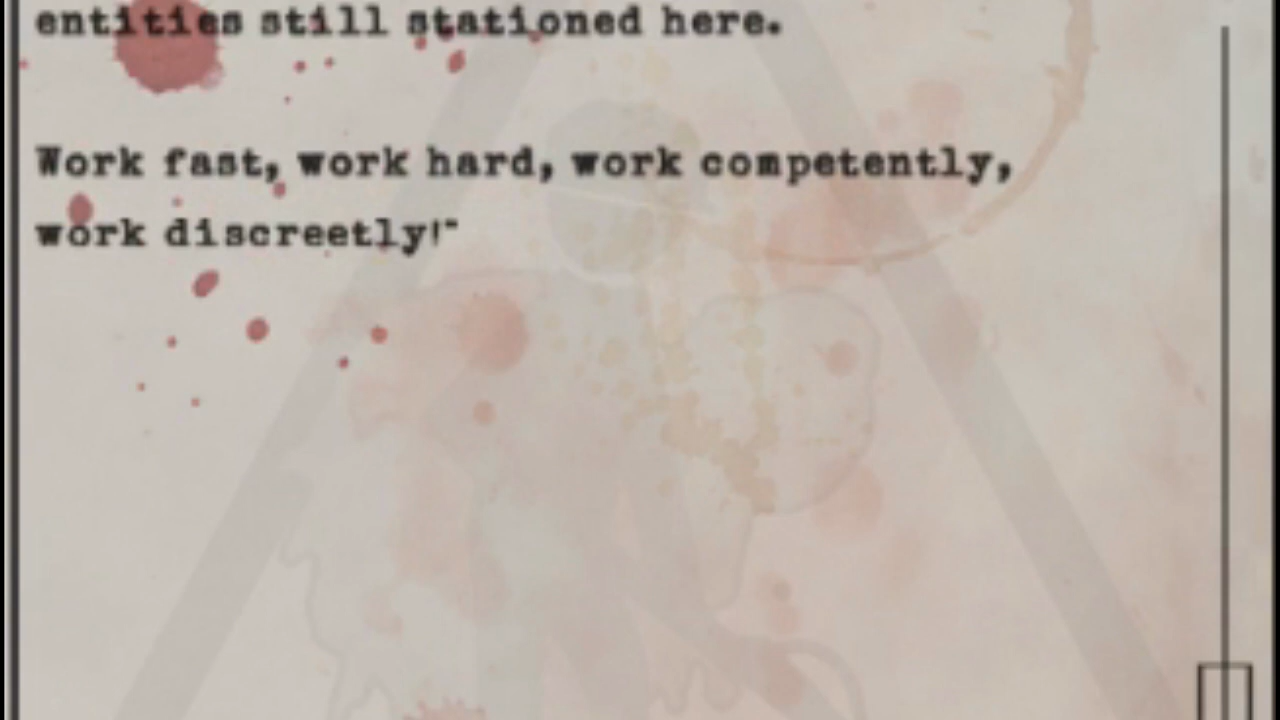 entities still stationed here.
Work fast, work hard, work competently,
work discreetly!"